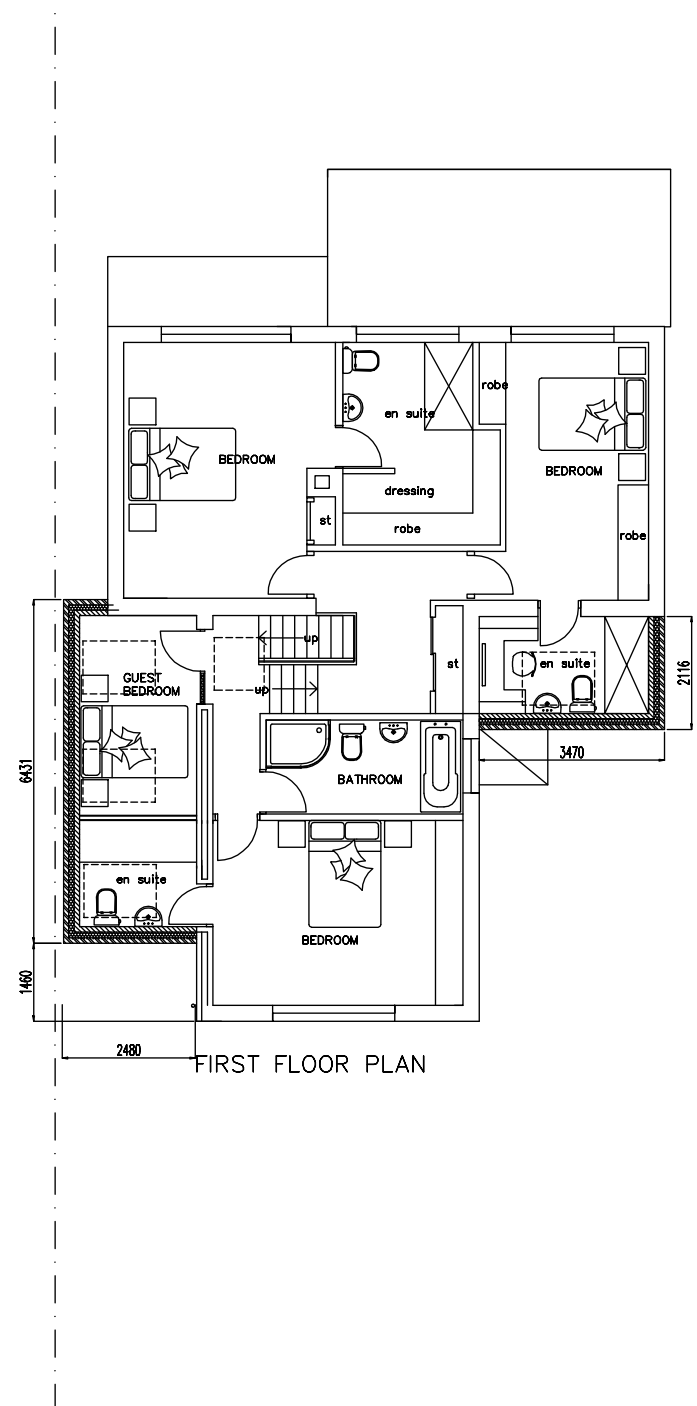 robe
en suite
BEDROOM
BEDROOM
dressing
st
robe
robe
up
st
en suite
2116
GUEST
BEDROOM
up
3470
6431
BATHROOM
en suite
BEDROOM
1460
2480
FIRST FLOOR PLAN